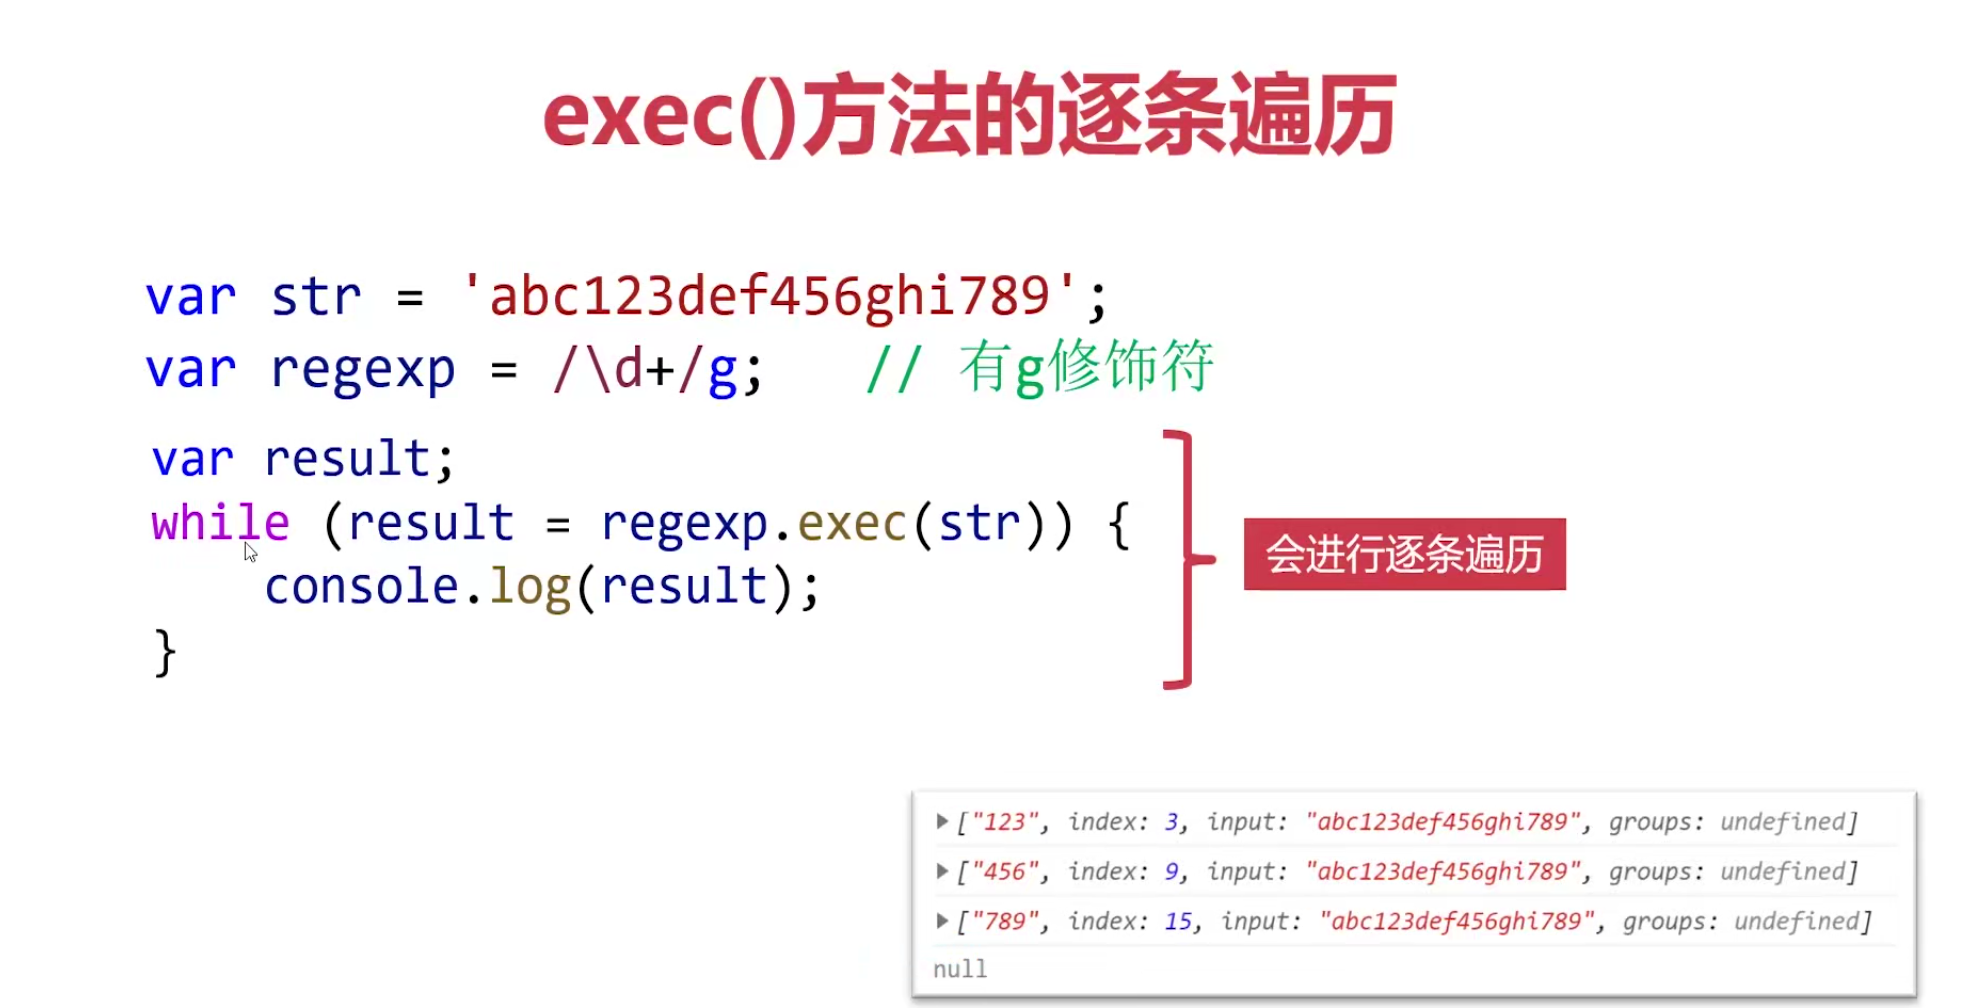 exec()方法的逐条遍历
var str = 'abc123def456ghi789';
var regexp = /\d+/g;   // 有g修饰符
var result;
while (result = regexp.exec(str)) {
    console.log(result);
}
会进行逐条遍历
["123", index: 3, input: "abc123def456ghi789", groups: undefined]
["456", index: 9, input: "abc123def456ghi789", groups: undefined]
["789", index: 15, input: "abc123def456ghi789", groups: undefined]
null